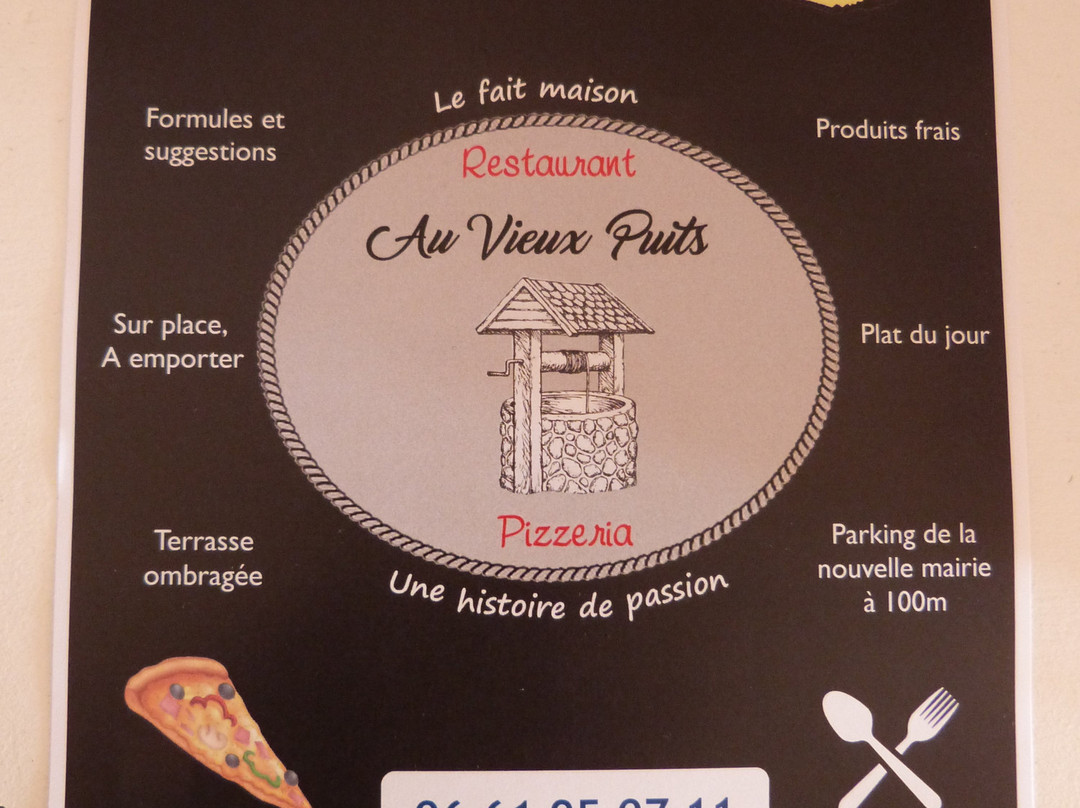 Le fait maison
Formules et
suggestions
Produits frais
Restaurant
Au Vieux Puits
Sur place,
A emporter
Plat du jour
Pizzeria
Une histoire de passion
Terrasse
ombragée
Parking de la
nouvelle mairie
à 100m